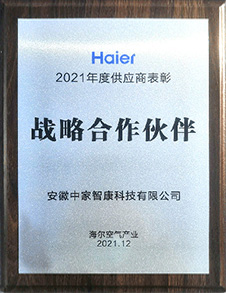 Haier
2021年度供应商表彰
战略合作伙伴
安徽中家智康科技有限公司
海尔空气产业
2021.12